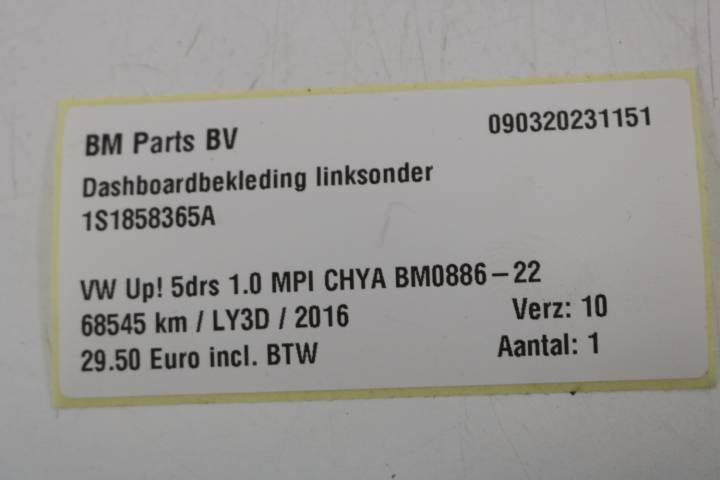 BM Parts BV 090320231151
Dashboardbekleding linksonder
1S1858365A
VW Up! 5drs 1.0 MPI CHYA BM0886-22
68545 km / LY3D / 2016 Verz: 10
29.50 Euro incl. BTW Aantal: 1